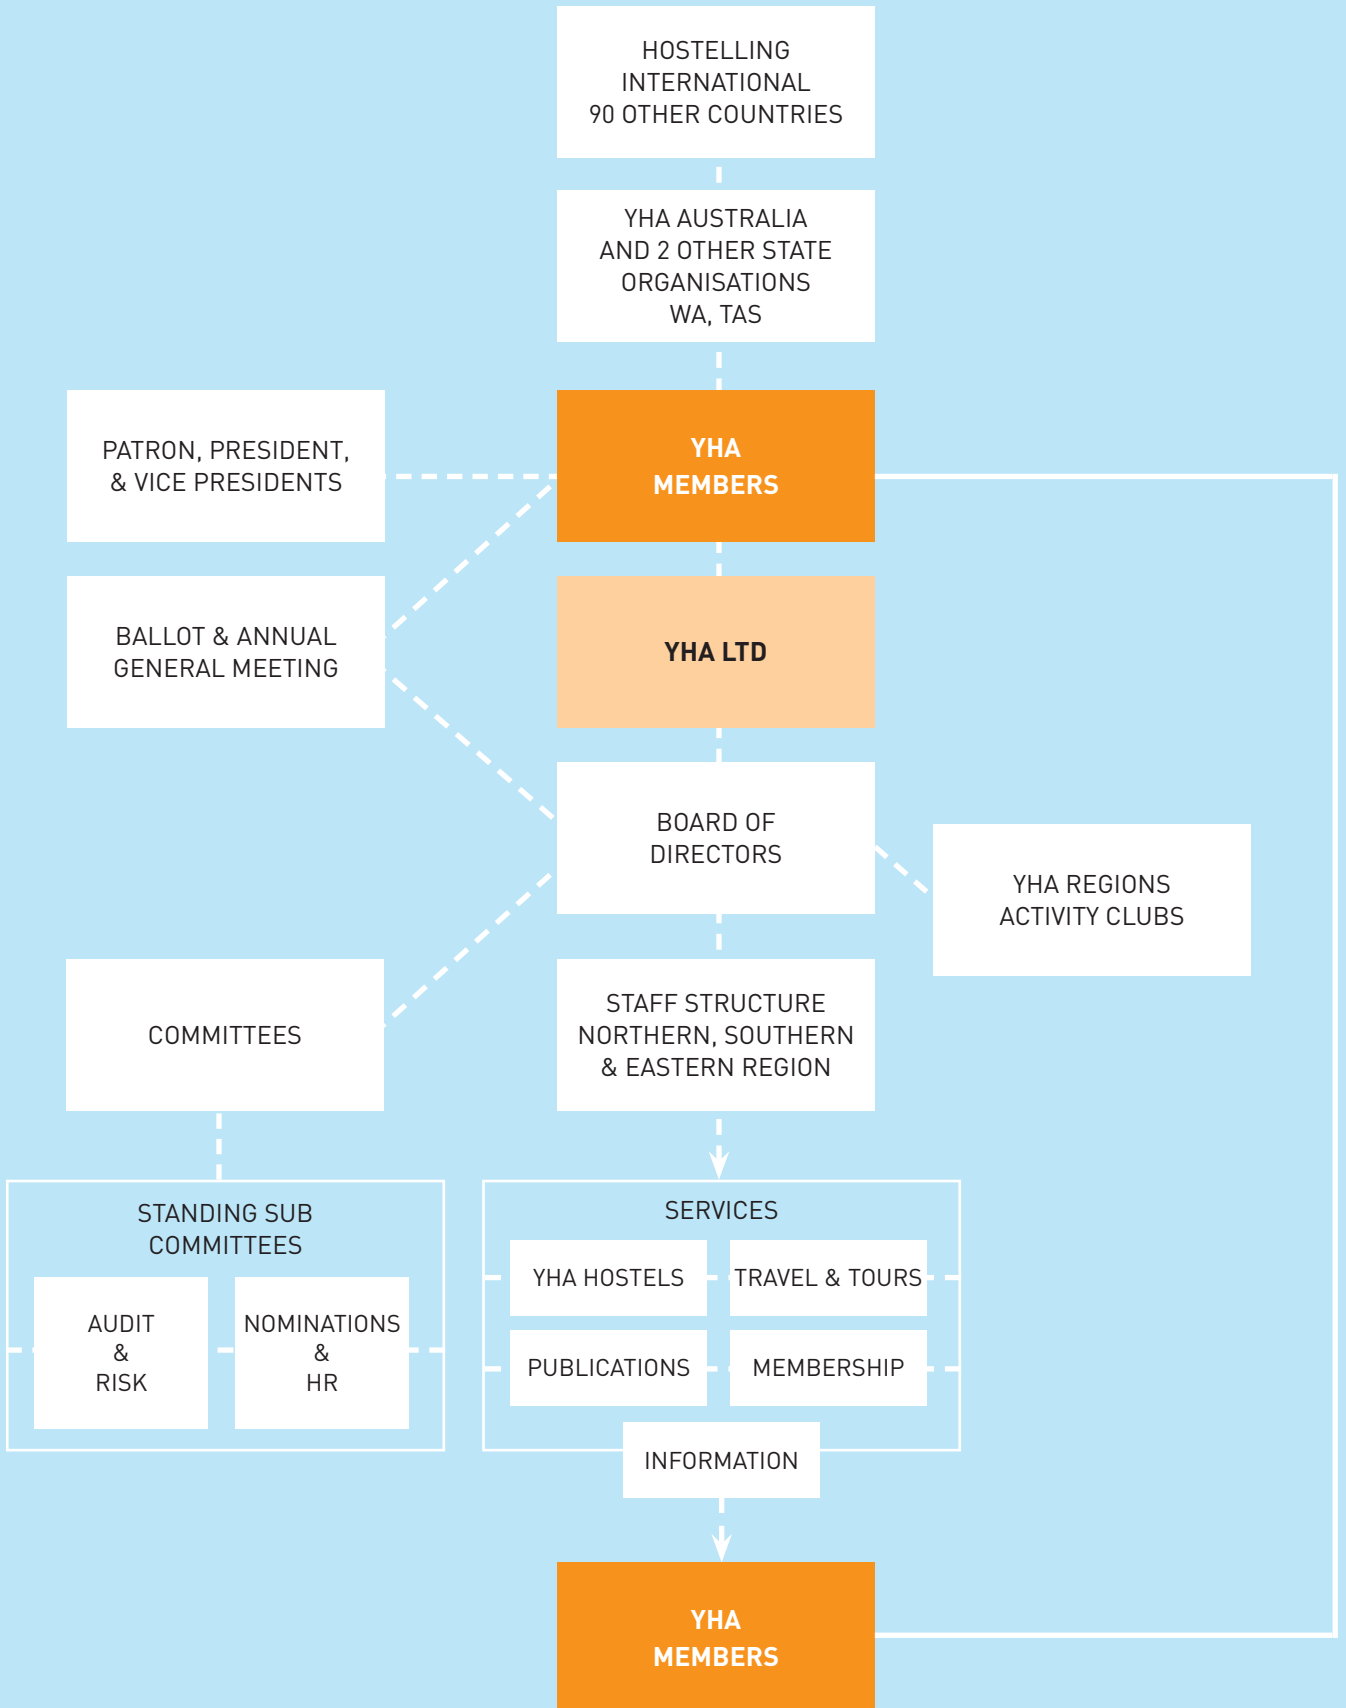 HOSTELLING
INTERNATIONAL
90 OTHER COUNTRIES
YHA AUSTRALIA
AND 2 OTHER STATE
ORGANISATIONS
WA, TAS
PATRON, PRESIDENT,
& VICE PRESIDENTS
YHA
MEMBERS
BALLOT & ANNUAL
GENERAL MEETING
YHA LTD
BOARD OF
DIRECTORS
YHA REGIONS
ACTIVITY CLUBS
COMMITTEES
STAFF STRUCTURE
NORTHERN, SOUTHERN
& EASTERN REGION
STANDING SUB
COMMITTEES
AUDIT
&
RISK
NOMINATIONS
&
HR
SERVICES
YHA HOSTELS
TRAVEL & TOURS
PUBLICATIONS
MEMBERSHIP
INFORMATION
YHA
MEMBERS